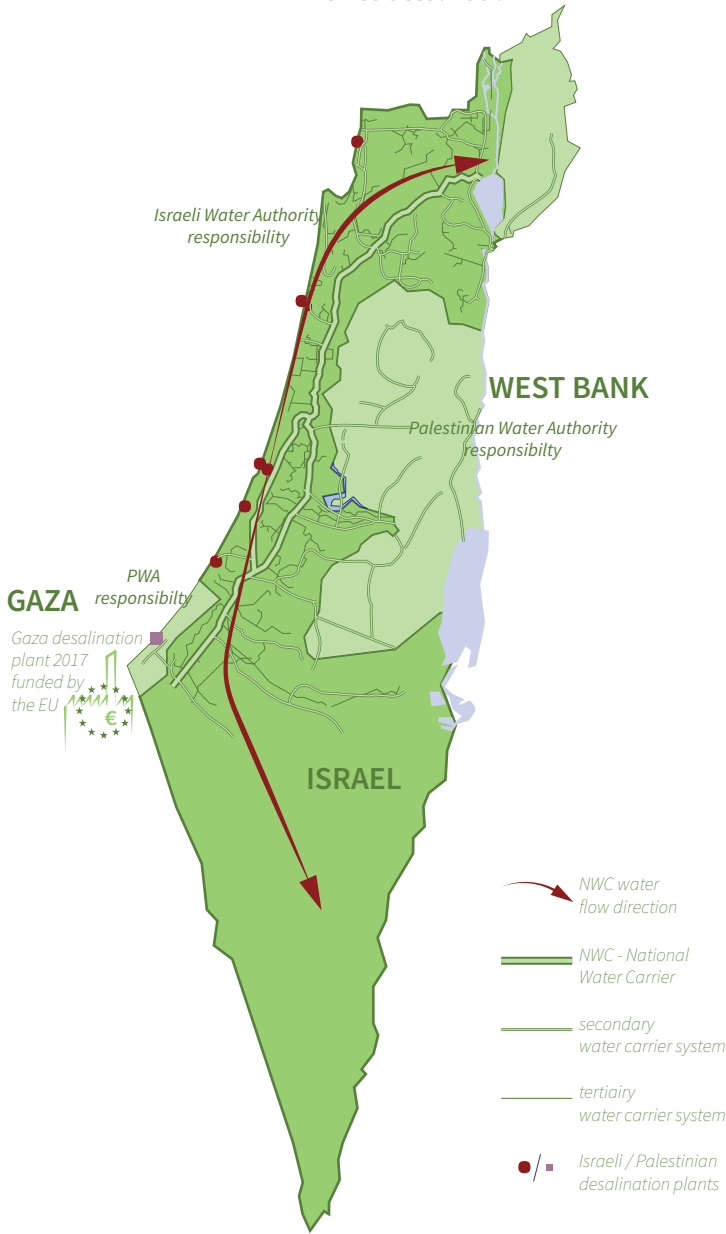 Israeli Water Authority
responsibility
WEST BANK
Palestinian Water Authority
responsibilty
PWA
responsibilty
GAZA
Gaza desalination
plant 2017
funded by
the EU
€
ISRAEL
NWC water
flow direction
NWC - National
Water Carrier
secondary
water carrier system
tertiairy
water carrier system
Israeli / Palestinian
desalination plants